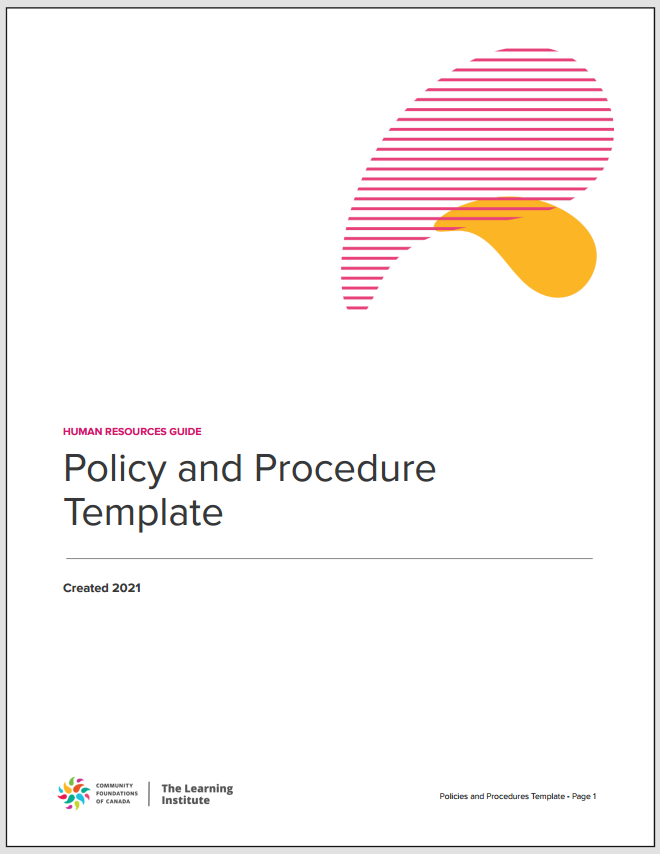 HUMAN RESOURCES GUIDE
Policy and Procedure
Template
Created 2021
COMMUNITY
FOUNDATIONS
OF CANADA
The Learning
Institute
Policies and Procedures Template • Page 1